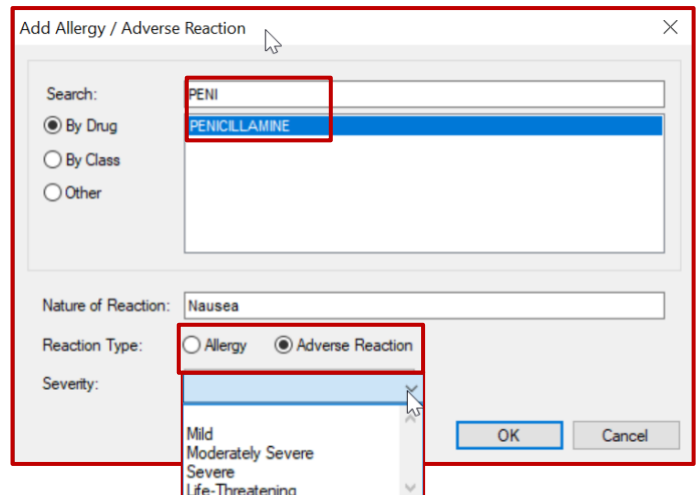 Add Allergy / Adverse Reaction
Search: PENI
By Drug PENICILLAMINE
By Class
Other
Nature of Reaction: Nausea
Reaction Type: Allergy Adverse Reaction
Severity:
Mild
Moderately Severe
Severe
Life-Threatening
OK Cancel